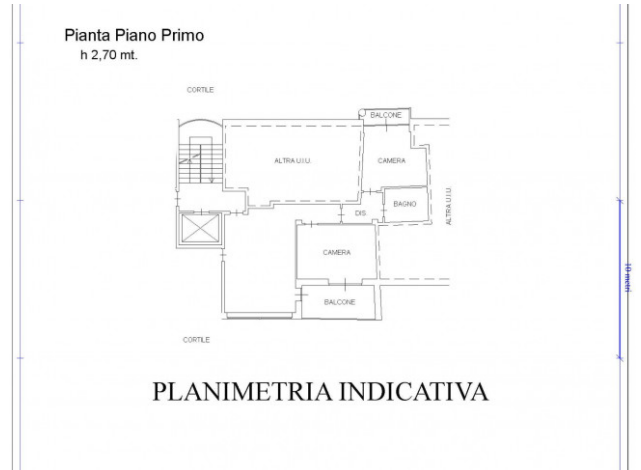 Pianta Piano Primo
h 2,70 mt.
CORTILE
BALCONE
ALTRA U.I.U.
CAMERA
BAGNO
DIS.
ALTRA U.I.U.
CAMERA
BALCONE
CORTILE
10 metri
PLANIMETRIA INDICATIVA